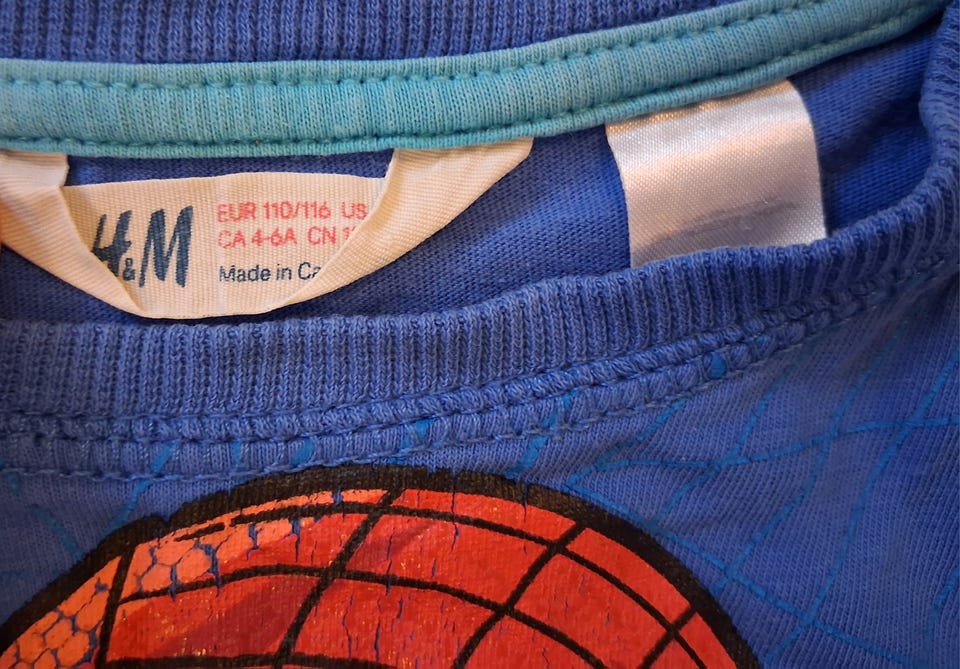 H&M
EUR 110/116 US
CA 4-6A CN
Made in